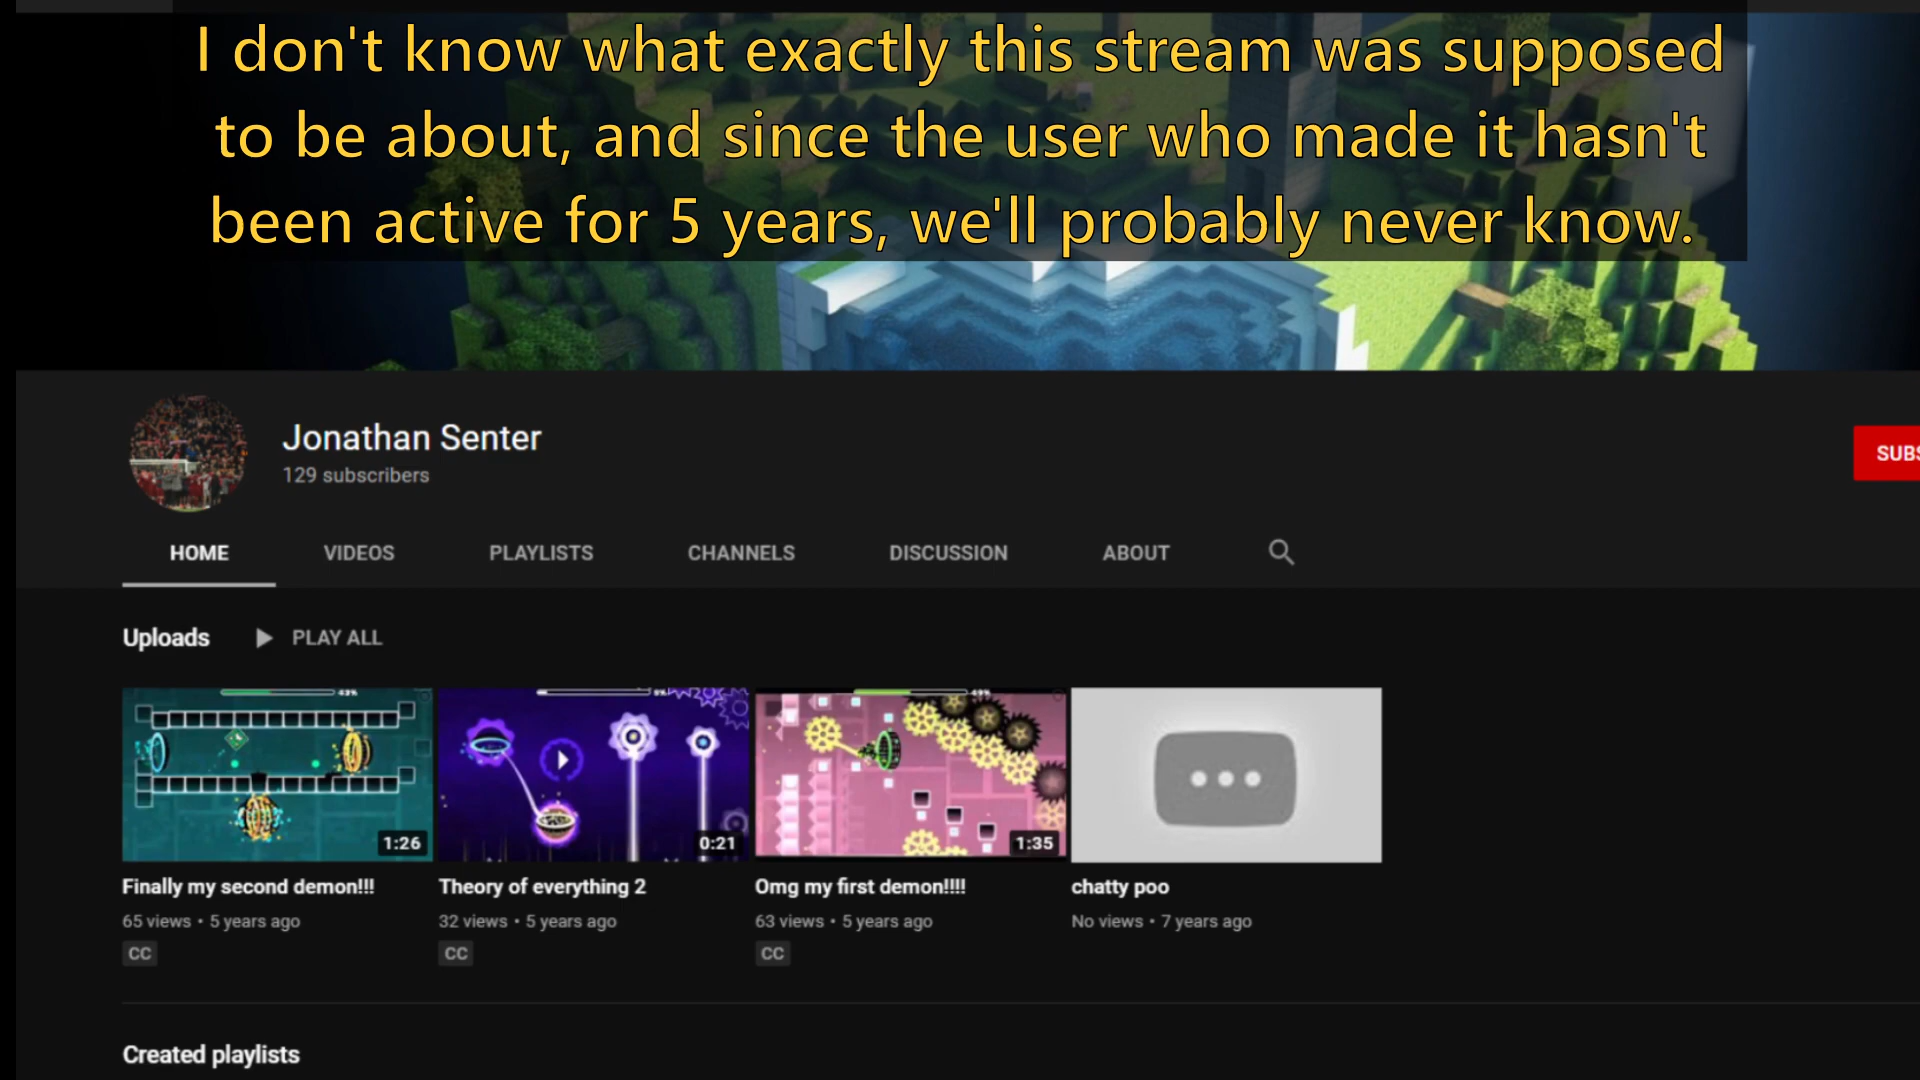 I don't know what exactly this stream was supposed
to be about, and since the user who made it hasn't
been active for 5 years, we'll probably never know.
Jonathan Senter
129 subscribers
SUBS
HOME VIDEOS PLAYLISTS CHANNELS DISCUSSION ABOUT
Uploads PLAY ALL
1:26 0:21 1:35
Finally my second demon!!! Theory of everything 2 Omg my first demon!!!! chatty poo
65 views • 5 years ago 32 views • 5 years ago 63 views • 5 years ago No views • 7 years ago
CC CC CC
Created playlists